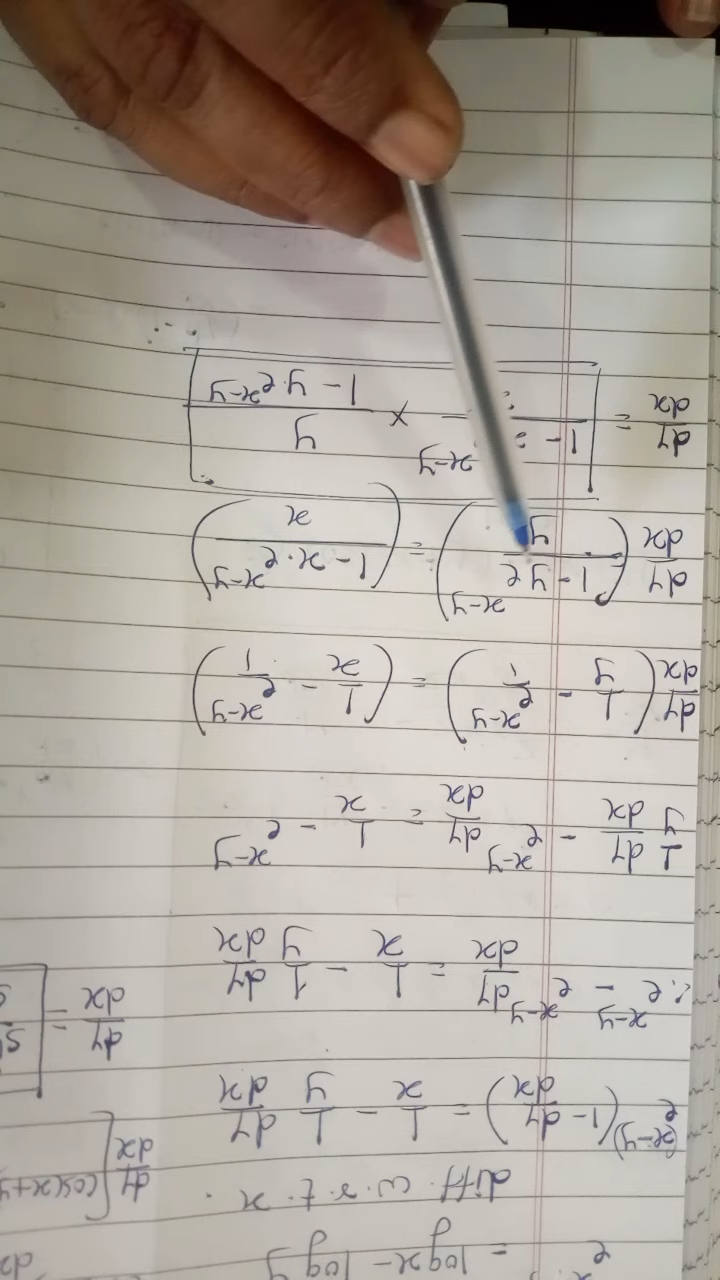 e = log x - log y
diff. w.r.t. x.
e^(x-y) (1 - dy/dx) = 1/x - 1/y dy/dx
∴ e^x-y - e^x-y dy/dx = 1/x - 1/y dy/dx
1/y dy/dx - e^x-y dy/dx = 1/x - e^x-y
dy/dx (1/y - e^x-y/1) = (1/x - e^x-y/1)
dy/dx (1 - y e^x-y / y) = (1 - x·e^x-y / x)
dy/dx = 1 - x-y × y / 1 - y·e^x-y
dy/dx [cos(x+y
dy/dx =